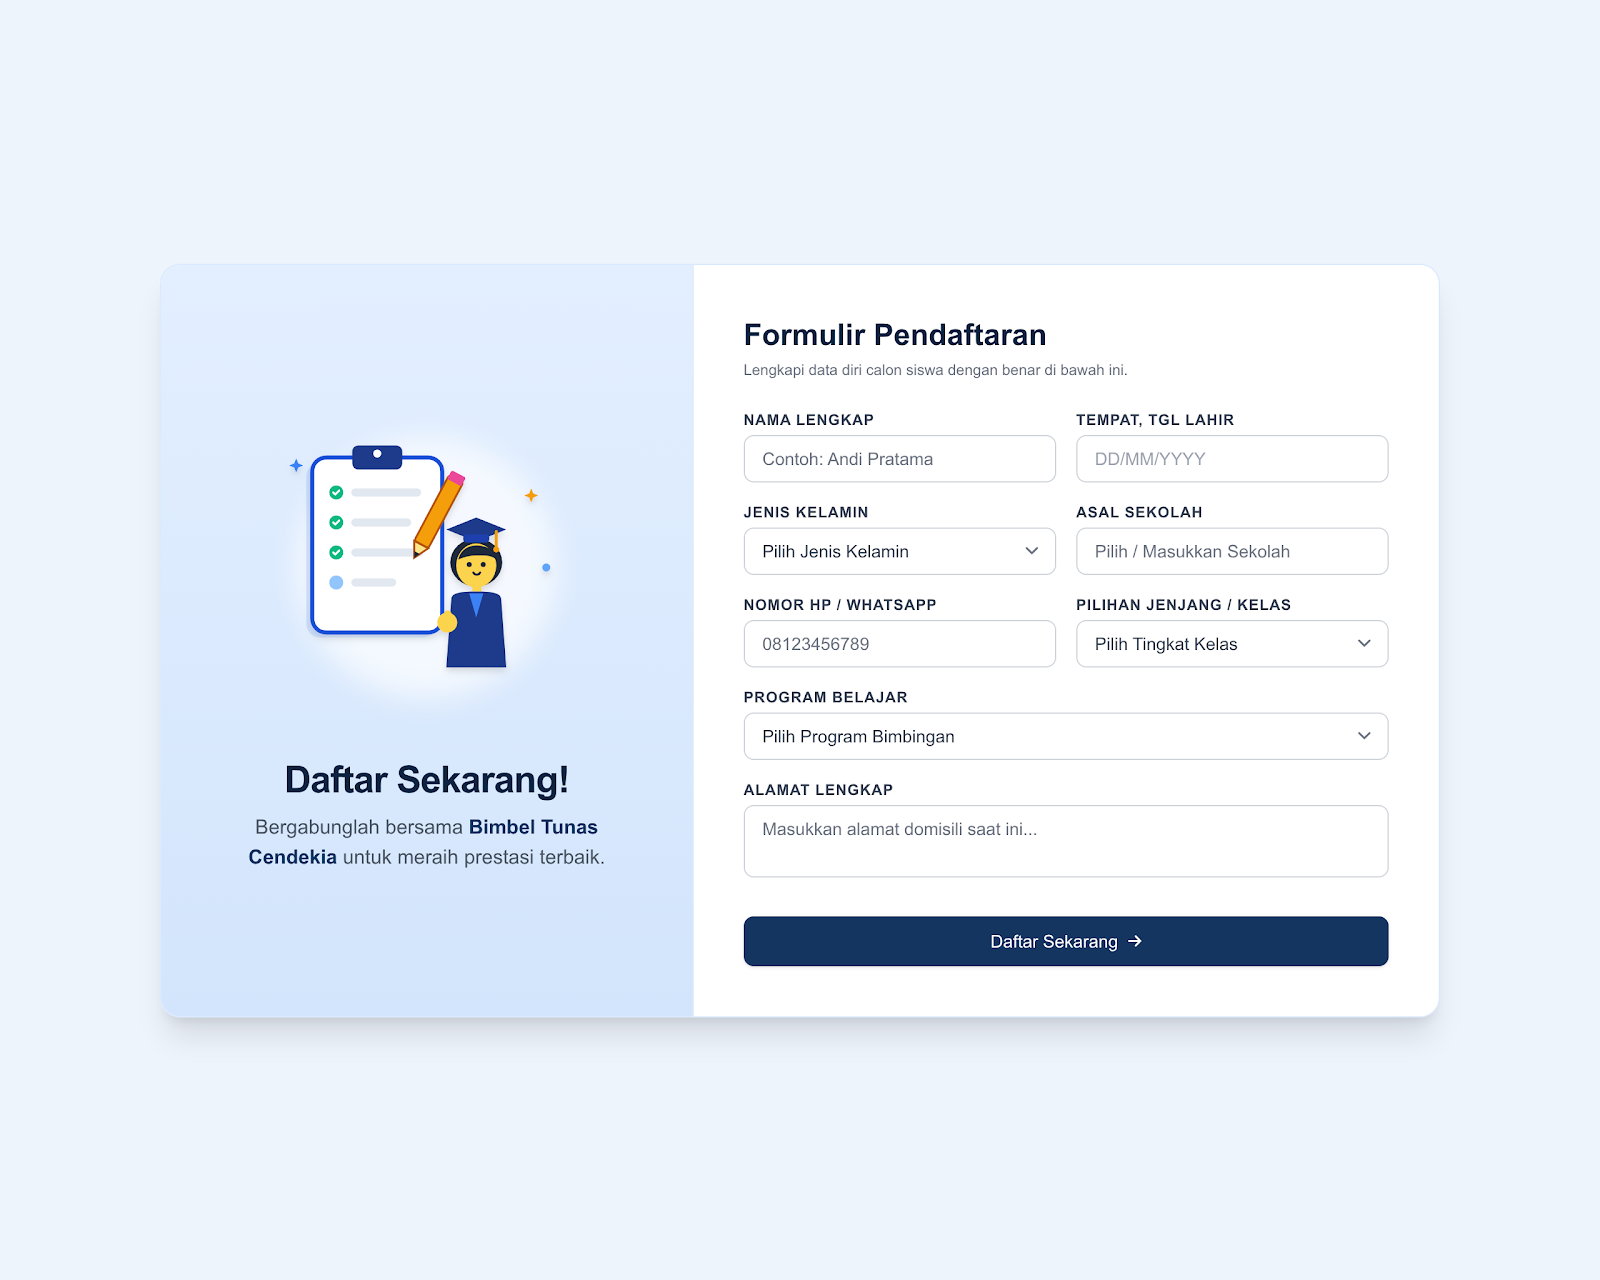 Daftar Sekarang!
Bergabunglah bersama Bimbel Tunas
Cendekia untuk meraih prestasi terbaik.
Formulir Pendaftaran
Lengkapi data diri calon siswa dengan benar di bawah ini.
NAMA LENGKAP
Contoh: Andi Pratama
TEMPAT, TGL LAHIR
DD/MM/YYYY
JENIS KELAMIN
Pilih Jenis Kelamin
ASAL SEKOLAH
Pilih / Masukkan Sekolah
NOMOR HP / WHATSAPP
08123456789
PILIHAN JENJANG / KELAS
Pilih Tingkat Kelas
PROGRAM BELAJAR
Pilih Program Bimbingan
ALAMAT LENGKAP
Masukkan alamat domisili saat ini...
Daftar Sekarang →